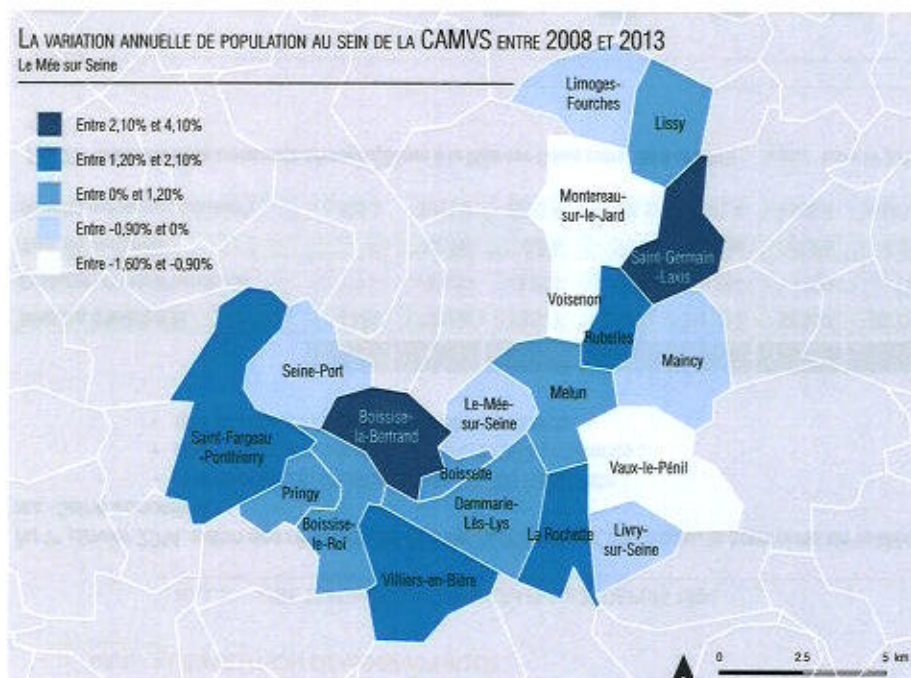 LA VARIATION ANNUELLE DE POPULATION AU SEIN DE LA CAMVS ENTRE 2008 ET 2013
Le Mée sur Seine
Entre 2,10% et 4,10%
Entre 1,20% et 2,10%
Entre 0% et 1,20%
Entre -0,90% et 0%
Entre -1,60% et -0,90%
Limoges-
Fourches
Lissy
Montereau-
sur-le-Jard
Saint-Germain
-Laxis
Voisenon
Rubelles
Maincy
Seine-Port
Melun
Le-Mée-
sur-Seine
Boissise-
la-Bertrand
Saint-Fargeau
-Ponthierry
Boissette
Vaux-le-Pénil
Pringy
Dammarie-
Lès-Lys
Boissise-
le-Roi
La Rochette
Livry-
sur-Seine
Villiers-en-Bière
0 2.5 5 km